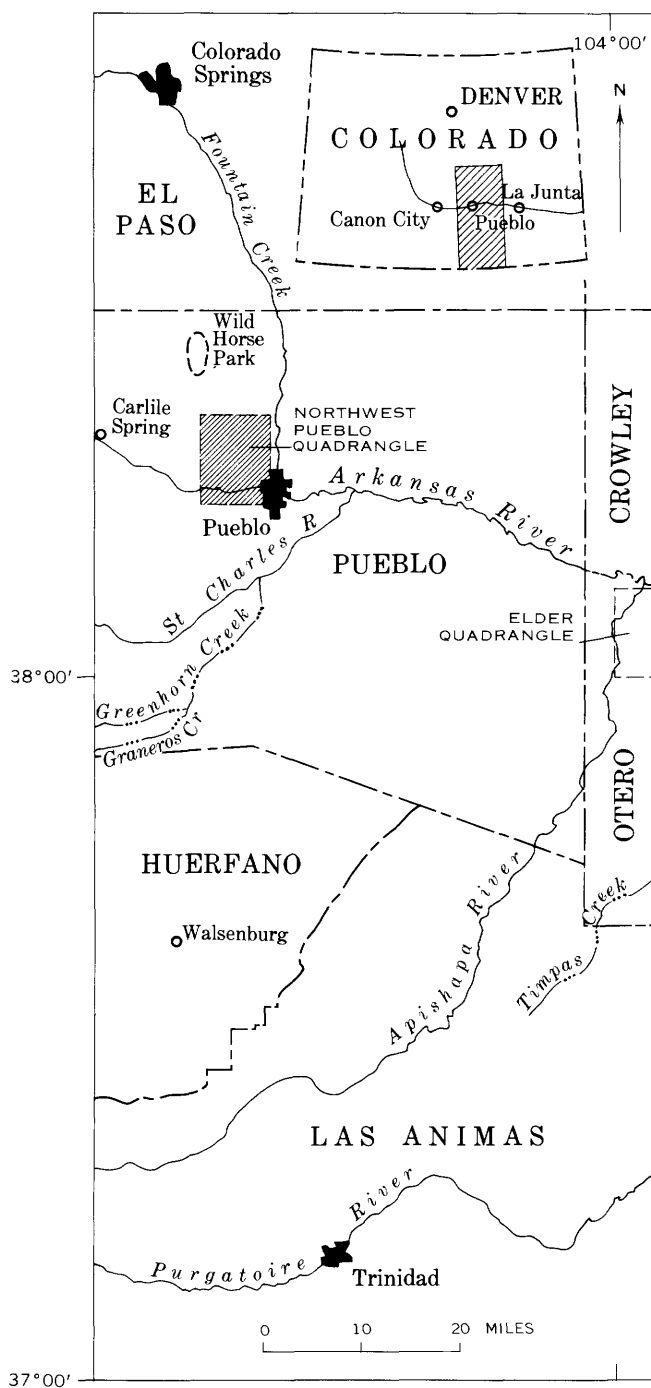 104°00'
Colorado
Springs
N
DENVER
COLORADO
Fountain Creek
EL
PASO
La Junta
Canon City
Pueblo
Wild
Horse
Park
Carlile
Spring
NORTHWEST
PUEBLO
QUADRANGLE
CROWLEY
Arkansas River
Pueblo
St Charles R
PUEBLO
ELDER
QUADRANGLE
38°00'
Greenhorn Creek
Graneros Cr
OTERO
HUERFANO
Walsenburg
Apishapa River
Timpas Creek
LAS ANIMAS
Purgatoire River
Trinidad
0 10 20 MILES
37°00'